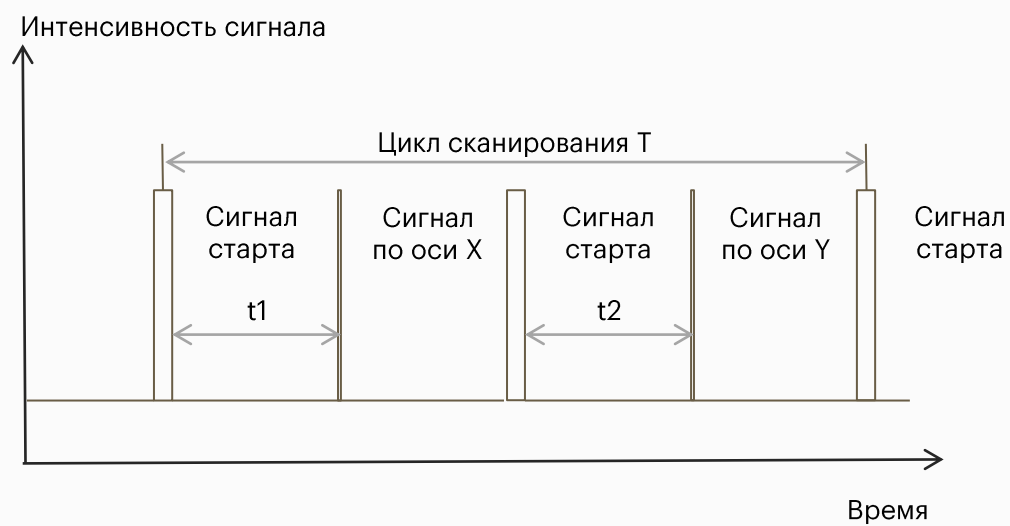 Интенсивность сигнала
Цикл сканирования T
Сигнал
старта
Сигнал
по оси X
Сигнал
старта
Сигнал
по оси Y
Сигнал
старта
t1
t2
Время